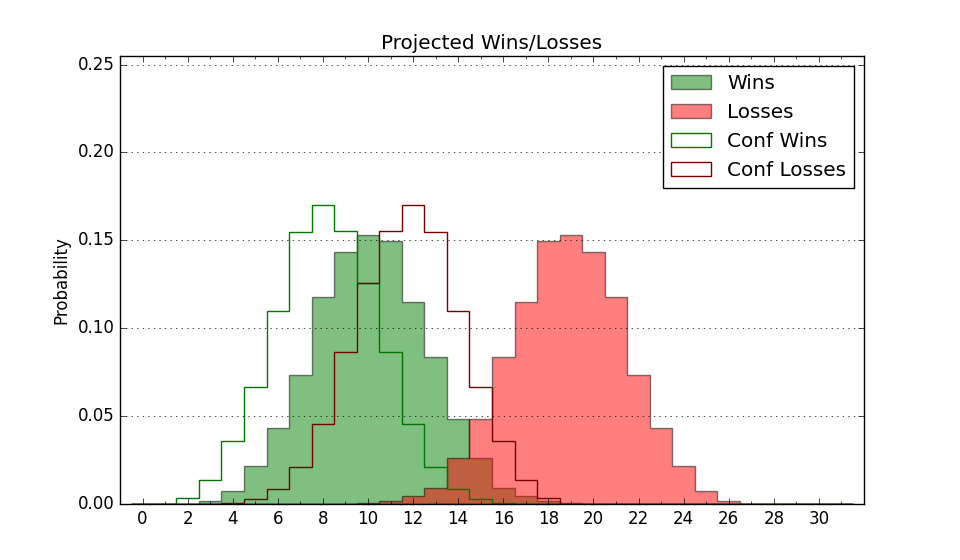 Projected Wins/Losses
0.25
0.20
0.15
0.10
0.05
0.00
Probability
Wins
Losses
Conf Wins
Conf Losses
0 2 4 6 8 10 12 14 16 18 20 22 24 26 28 30